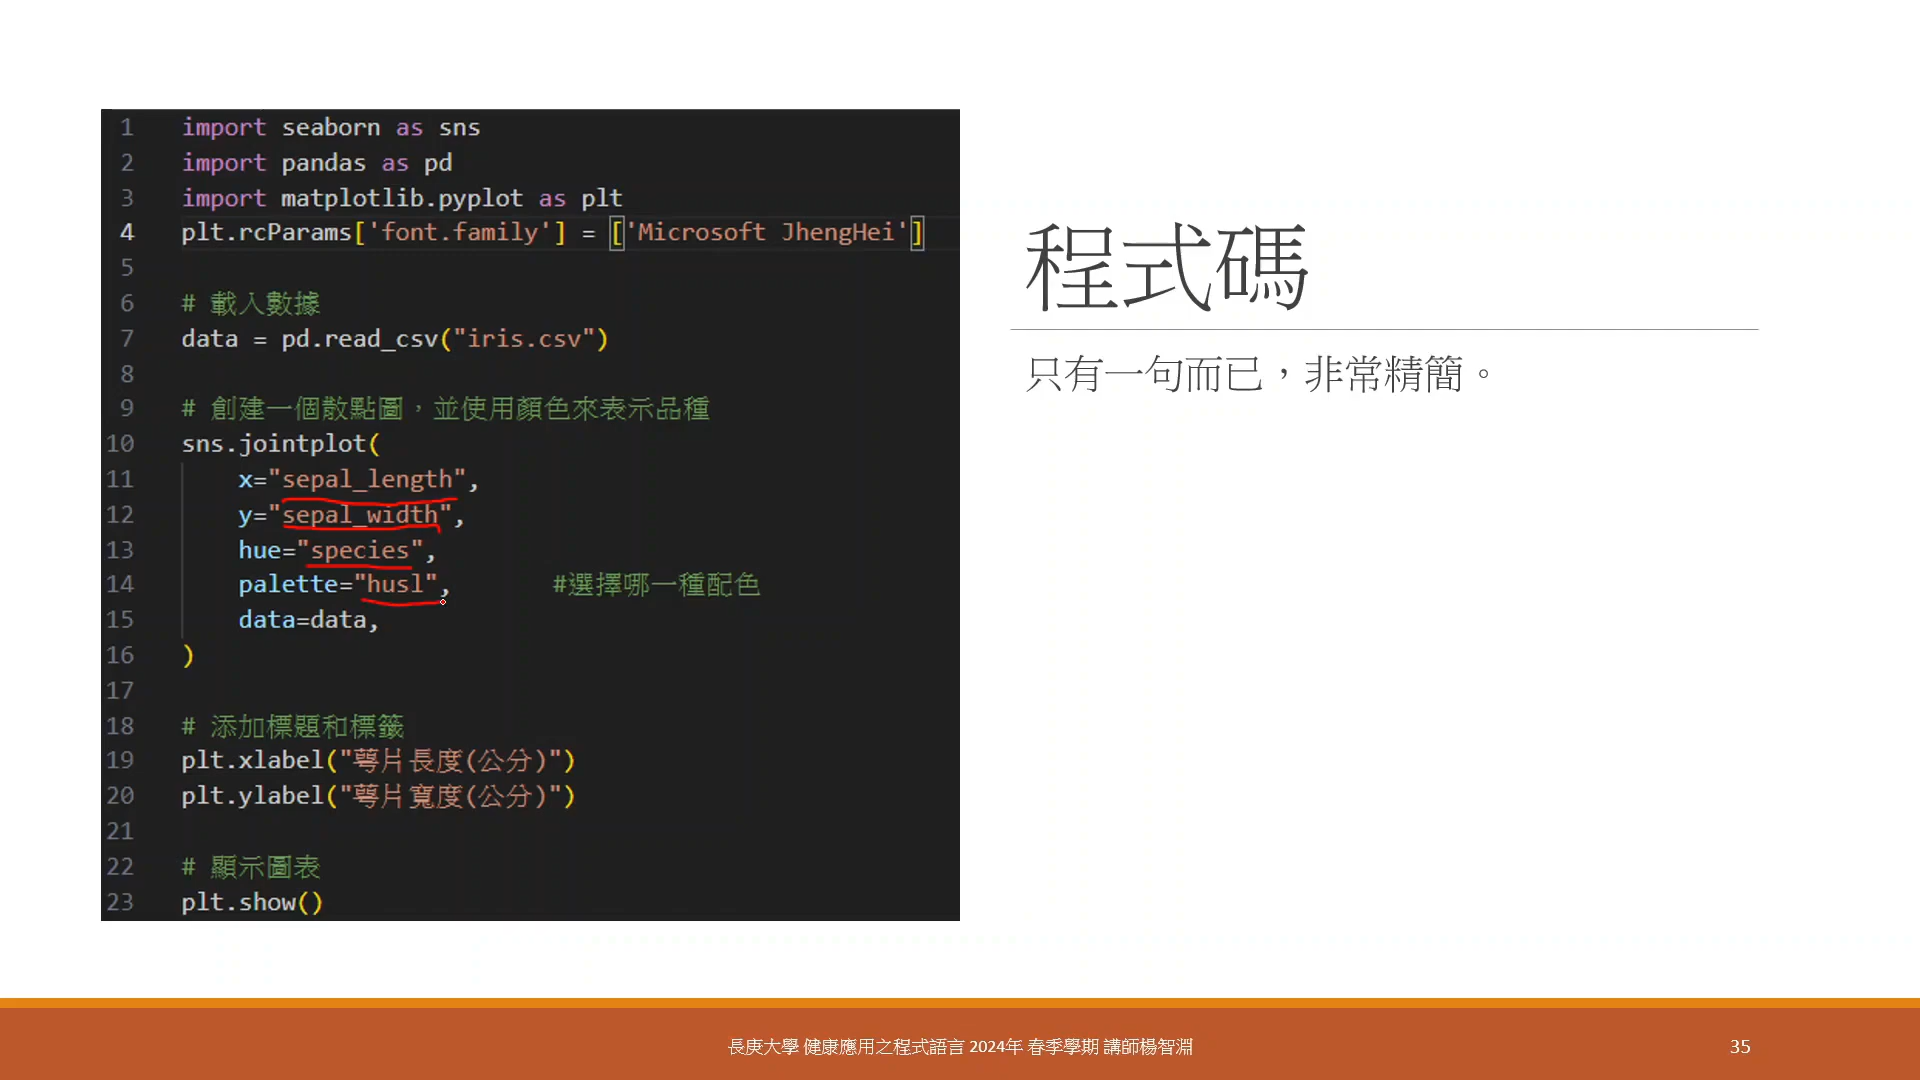 1 import seaborn as sns
2 import pandas as pd
3 import matplotlib.pyplot as plt
4 plt.rcParams['font.family'] = ['Microsoft JhengHei']
5
6 # 載入數據
7 data = pd.read_csv("iris.csv")
8
9 # 創建一個散點圖，並使用顏色來表示品種
10 sns.jointplot(
11     x="sepal_length",
12     y="sepal_width",
13     hue="species",
14     palette="husl",       #選擇哪一種配色
15     data=data,
16 )
17
18 # 添加標題和標籤
19 plt.xlabel("萼片長度(公分)")
20 plt.ylabel("萼片寬度(公分)")
21
22 # 顯示圖表
23 plt.show()
程式碼
只有一句而已，非常精簡。
長庚大學 健康應用之程式語言 2024年 春季學期 講師楊智淵
35